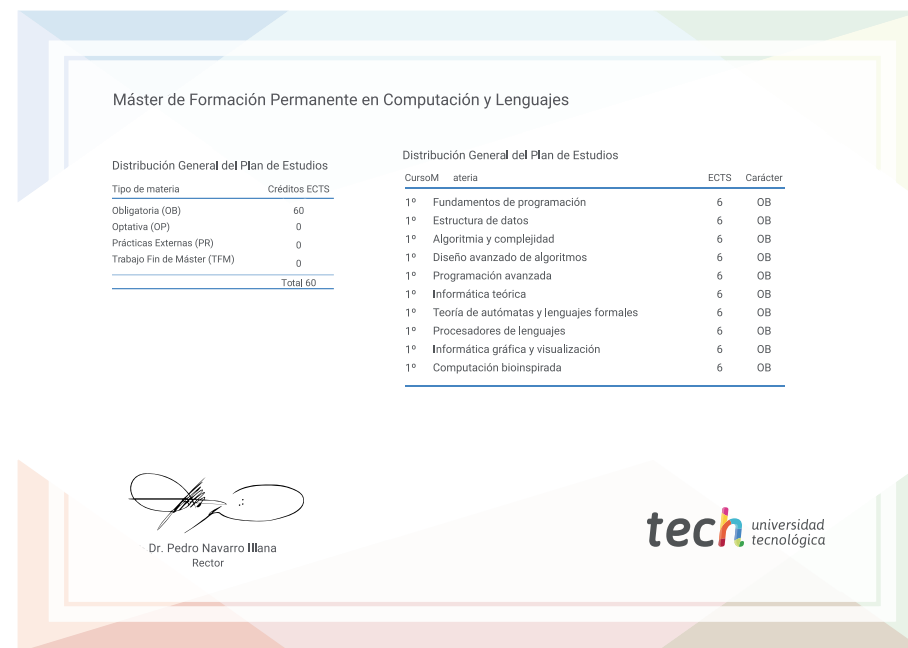 Máster de Formación Permanente en Computación y Lenguajes
Distribución General del Plan de Estudios
Tipo de materia Créditos ECTS
Obligatoria (OB) 60
Optativa (OP) 0
Prácticas Externas (PR) 0
Trabajo Fin de Máster (TFM) 0
Total 60
Distribución General del Plan de Estudios
CursoM ateria ECTS Carácter
1º Fundamentos de programación 6 OB
1º Estructura de datos 6 OB
1º Algoritmia y complejidad 6 OB
1º Diseño avanzado de algoritmos 6 OB
1º Programación avanzada 6 OB
1º Informática teórica 6 OB
1º Teoría de autómatas y lenguajes formales 6 OB
1º Procesadores de lenguajes 6 OB
1º Informática gráfica y visualización 6 OB
1º Computación bioinspirada 6 OB
Dr. Pedro Navarro Illana
Rector
tech universidad
tecnológica